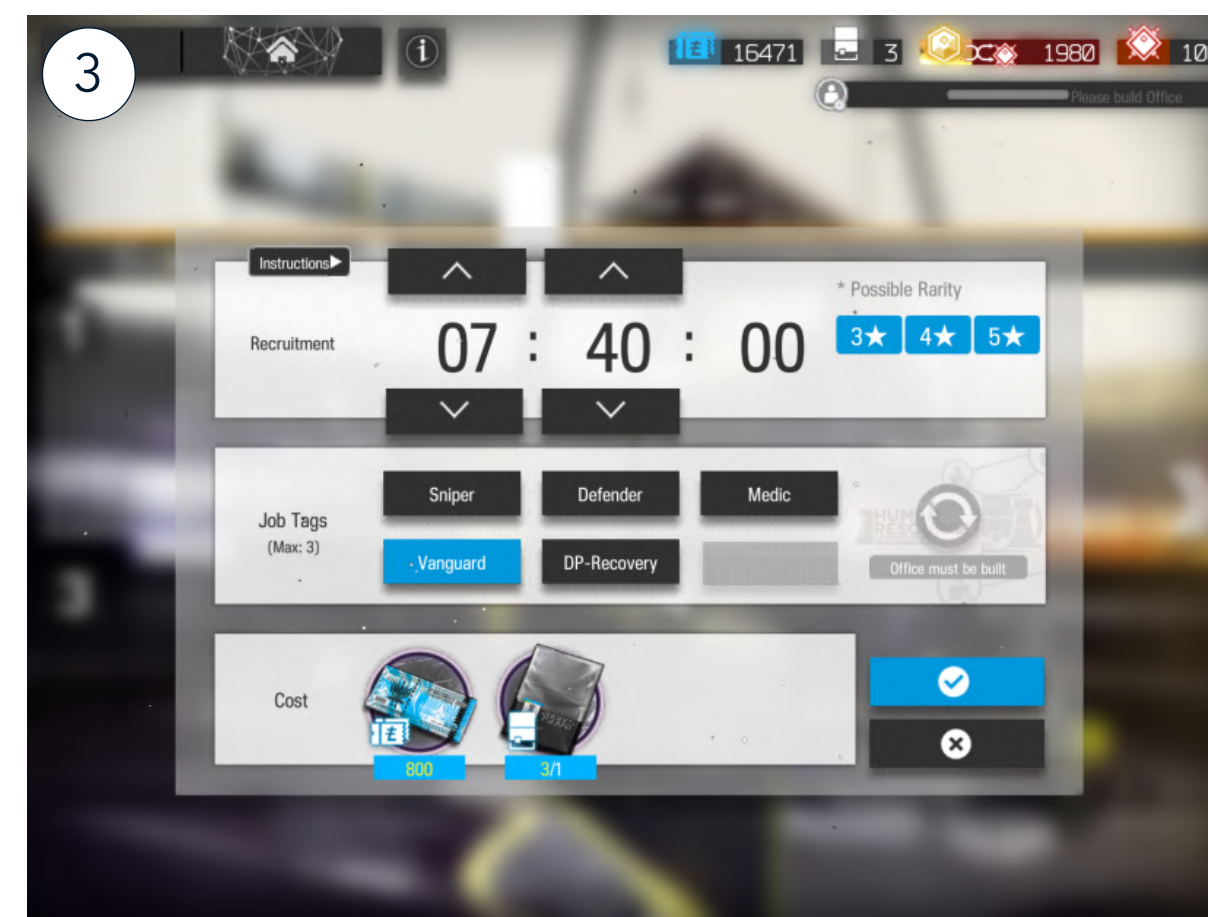 3
i
16471
3
1980
10
Please build Office
Instructions
* Possible Rarity
Recruitment
07 : 40 : 00
3★ 4★ 5★
Sniper Defender Medic
Job Tags
(Max: 3)
Vanguard DP-Recovery
Office must be built
Cost
800
3/1